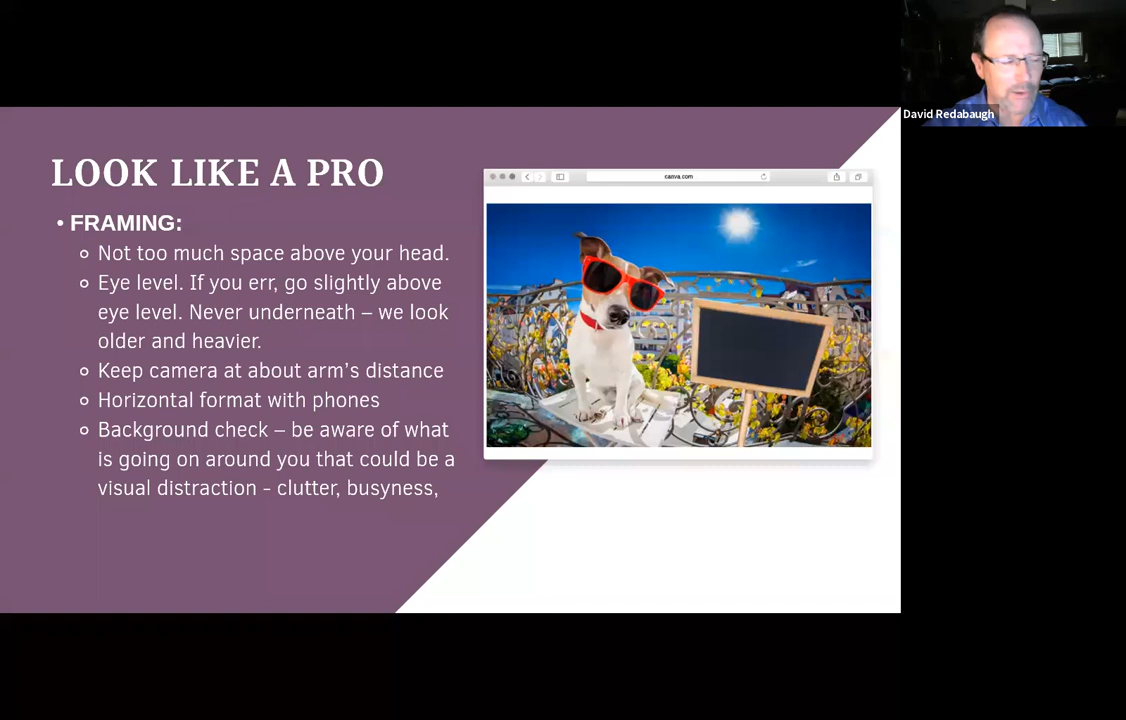 David Redabaugh
LOOK LIKE A PRO
• FRAMING:
Not too much space above your head.
Eye level. If you err, go slightly above
eye level. Never underneath – we look
older and heavier.
Keep camera at about arm’s distance
Horizontal format with phones
Background check – be aware of what
is going on around you that could be a
visual distraction - clutter, busyness,
canva.com